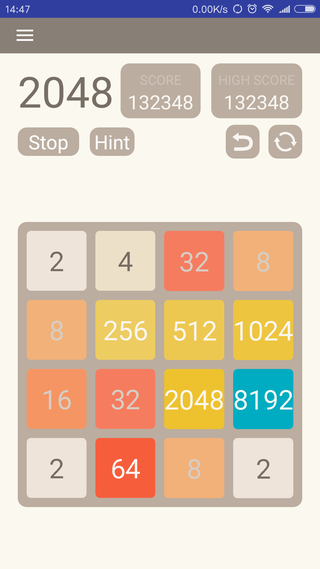 14:47 0.00K/s
2048 SCORE HIGH SCORE
132348 132348
Stop Hint
2 4 32 8
8 256 512 1024
16 32 2048 8192
2 64 8 2